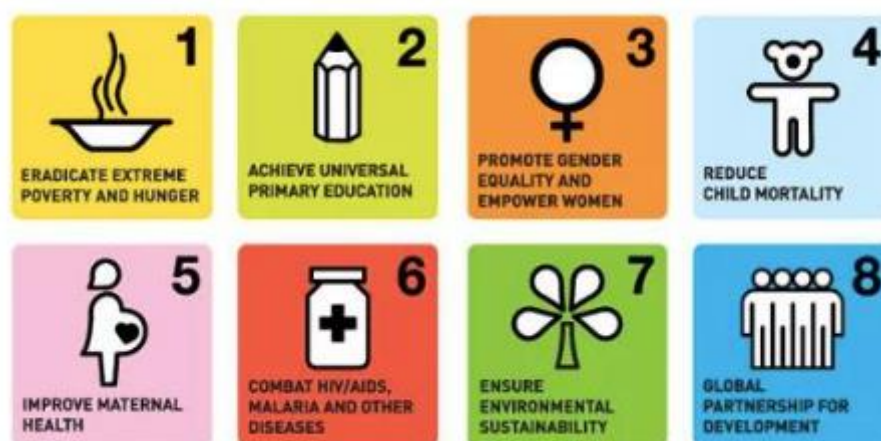 1
ERADICATE EXTREME
POVERTY AND HUNGER
2
ACHIEVE UNIVERSAL
PRIMARY EDUCATION
3
PROMOTE GENDER
EQUALITY AND
EMPOWER WOMEN
4
REDUCE
CHILD MORTALITY
5
IMPROVE MATERNAL
HEALTH
6
COMBAT HIV/AIDS,
MALARIA AND OTHER
DISEASES
7
ENSURE
ENVIRONMENTAL
SUSTAINABILITY
8
GLOBAL
PARTNERSHIP FOR
DEVELOPMENT